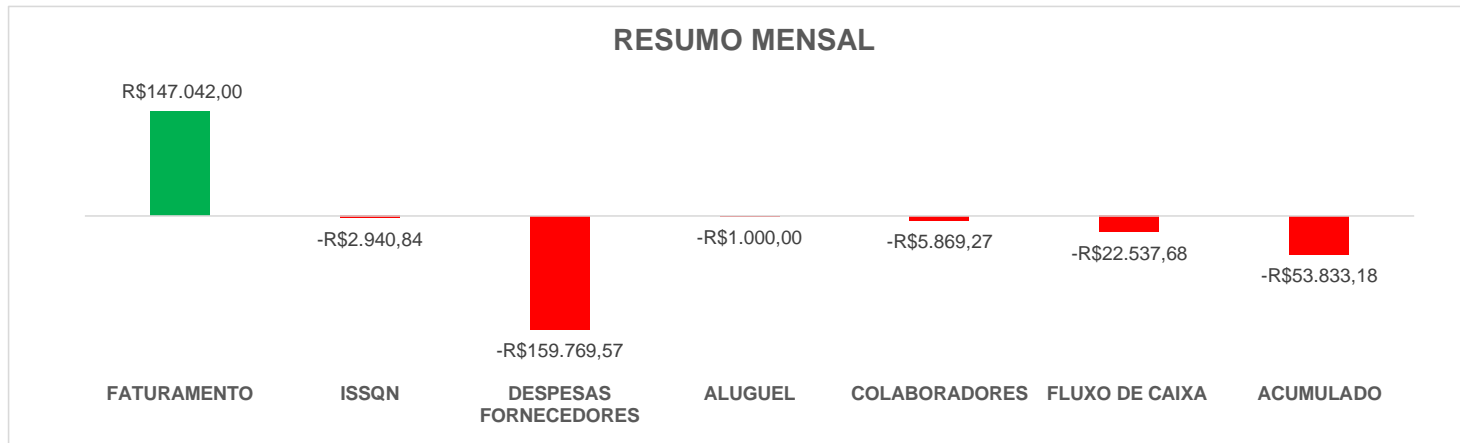 RESUMO MENSAL
R$147.042,00
-R$2.940,84
-R$159.769,57
-R$1.000,00
-R$5.869,27
-R$22.537,68
-R$53.833,18
FATURAMENTO
ISSQN
DESPESAS
FORNECEDORES
ALUGUEL
COLABORADORES
FLUXO DE CAIXA
ACUMULADO